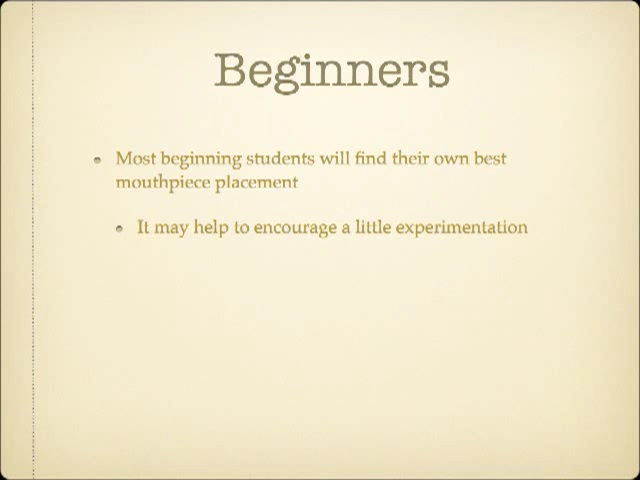 Beginners
Most beginning students will find their own best
mouthpiece placement
It may help to encourage a little experimentation